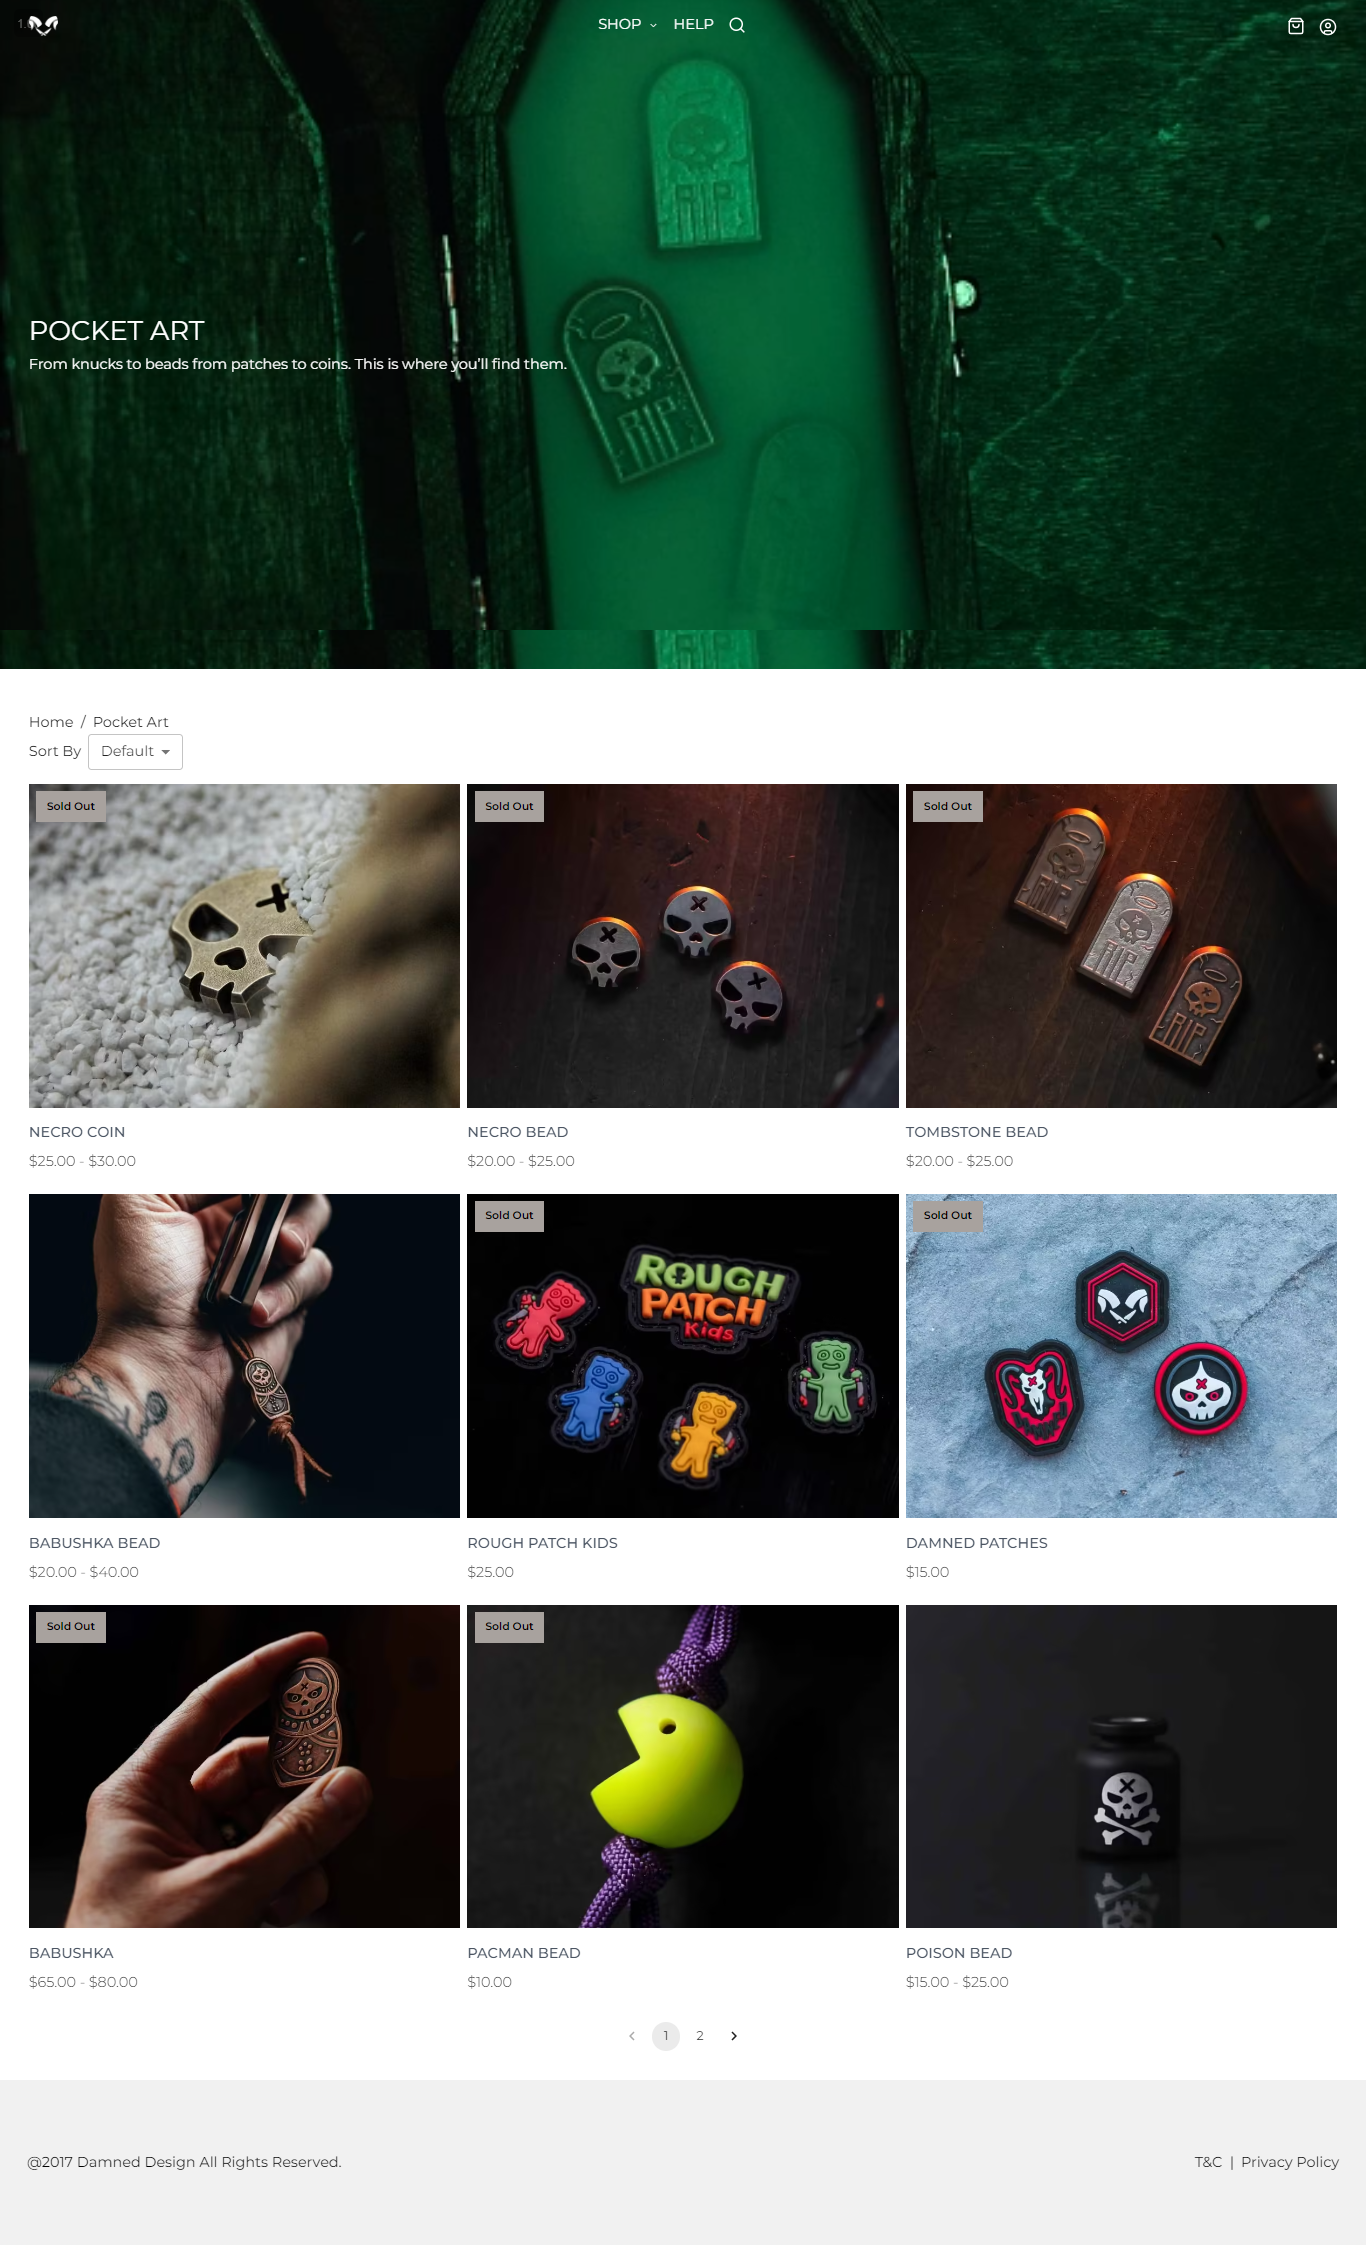 SHOP HELP
RIP
POCKET ART
From knucks to beads from patches to coins. This is where you'll find them.
RIP
Home / Pocket Art
Sort By Default
Sold Out
Sold Out
Sold Out
RIP
RIP
RIP
NECRO COIN
NECRO BEAD
TOMBSTONE BEAD
$25.00 - $30.00
$20.00 - $25.00
$20.00 - $25.00
Sold Out
Sold Out
ROUGH
PATCH
Kids
BABUSHKA BEAD
ROUGH PATCH KIDS
DAMNED PATCHES
$20.00 - $40.00
$25.00
$15.00
Sold Out
Sold Out
BABUSHKA
PACMAN BEAD
POISON BEAD
$65.00 - $80.00
$10.00
$15.00 - $25.00
1 2
@2017 Damned Design All Rights Reserved.
T&C | Privacy Policy